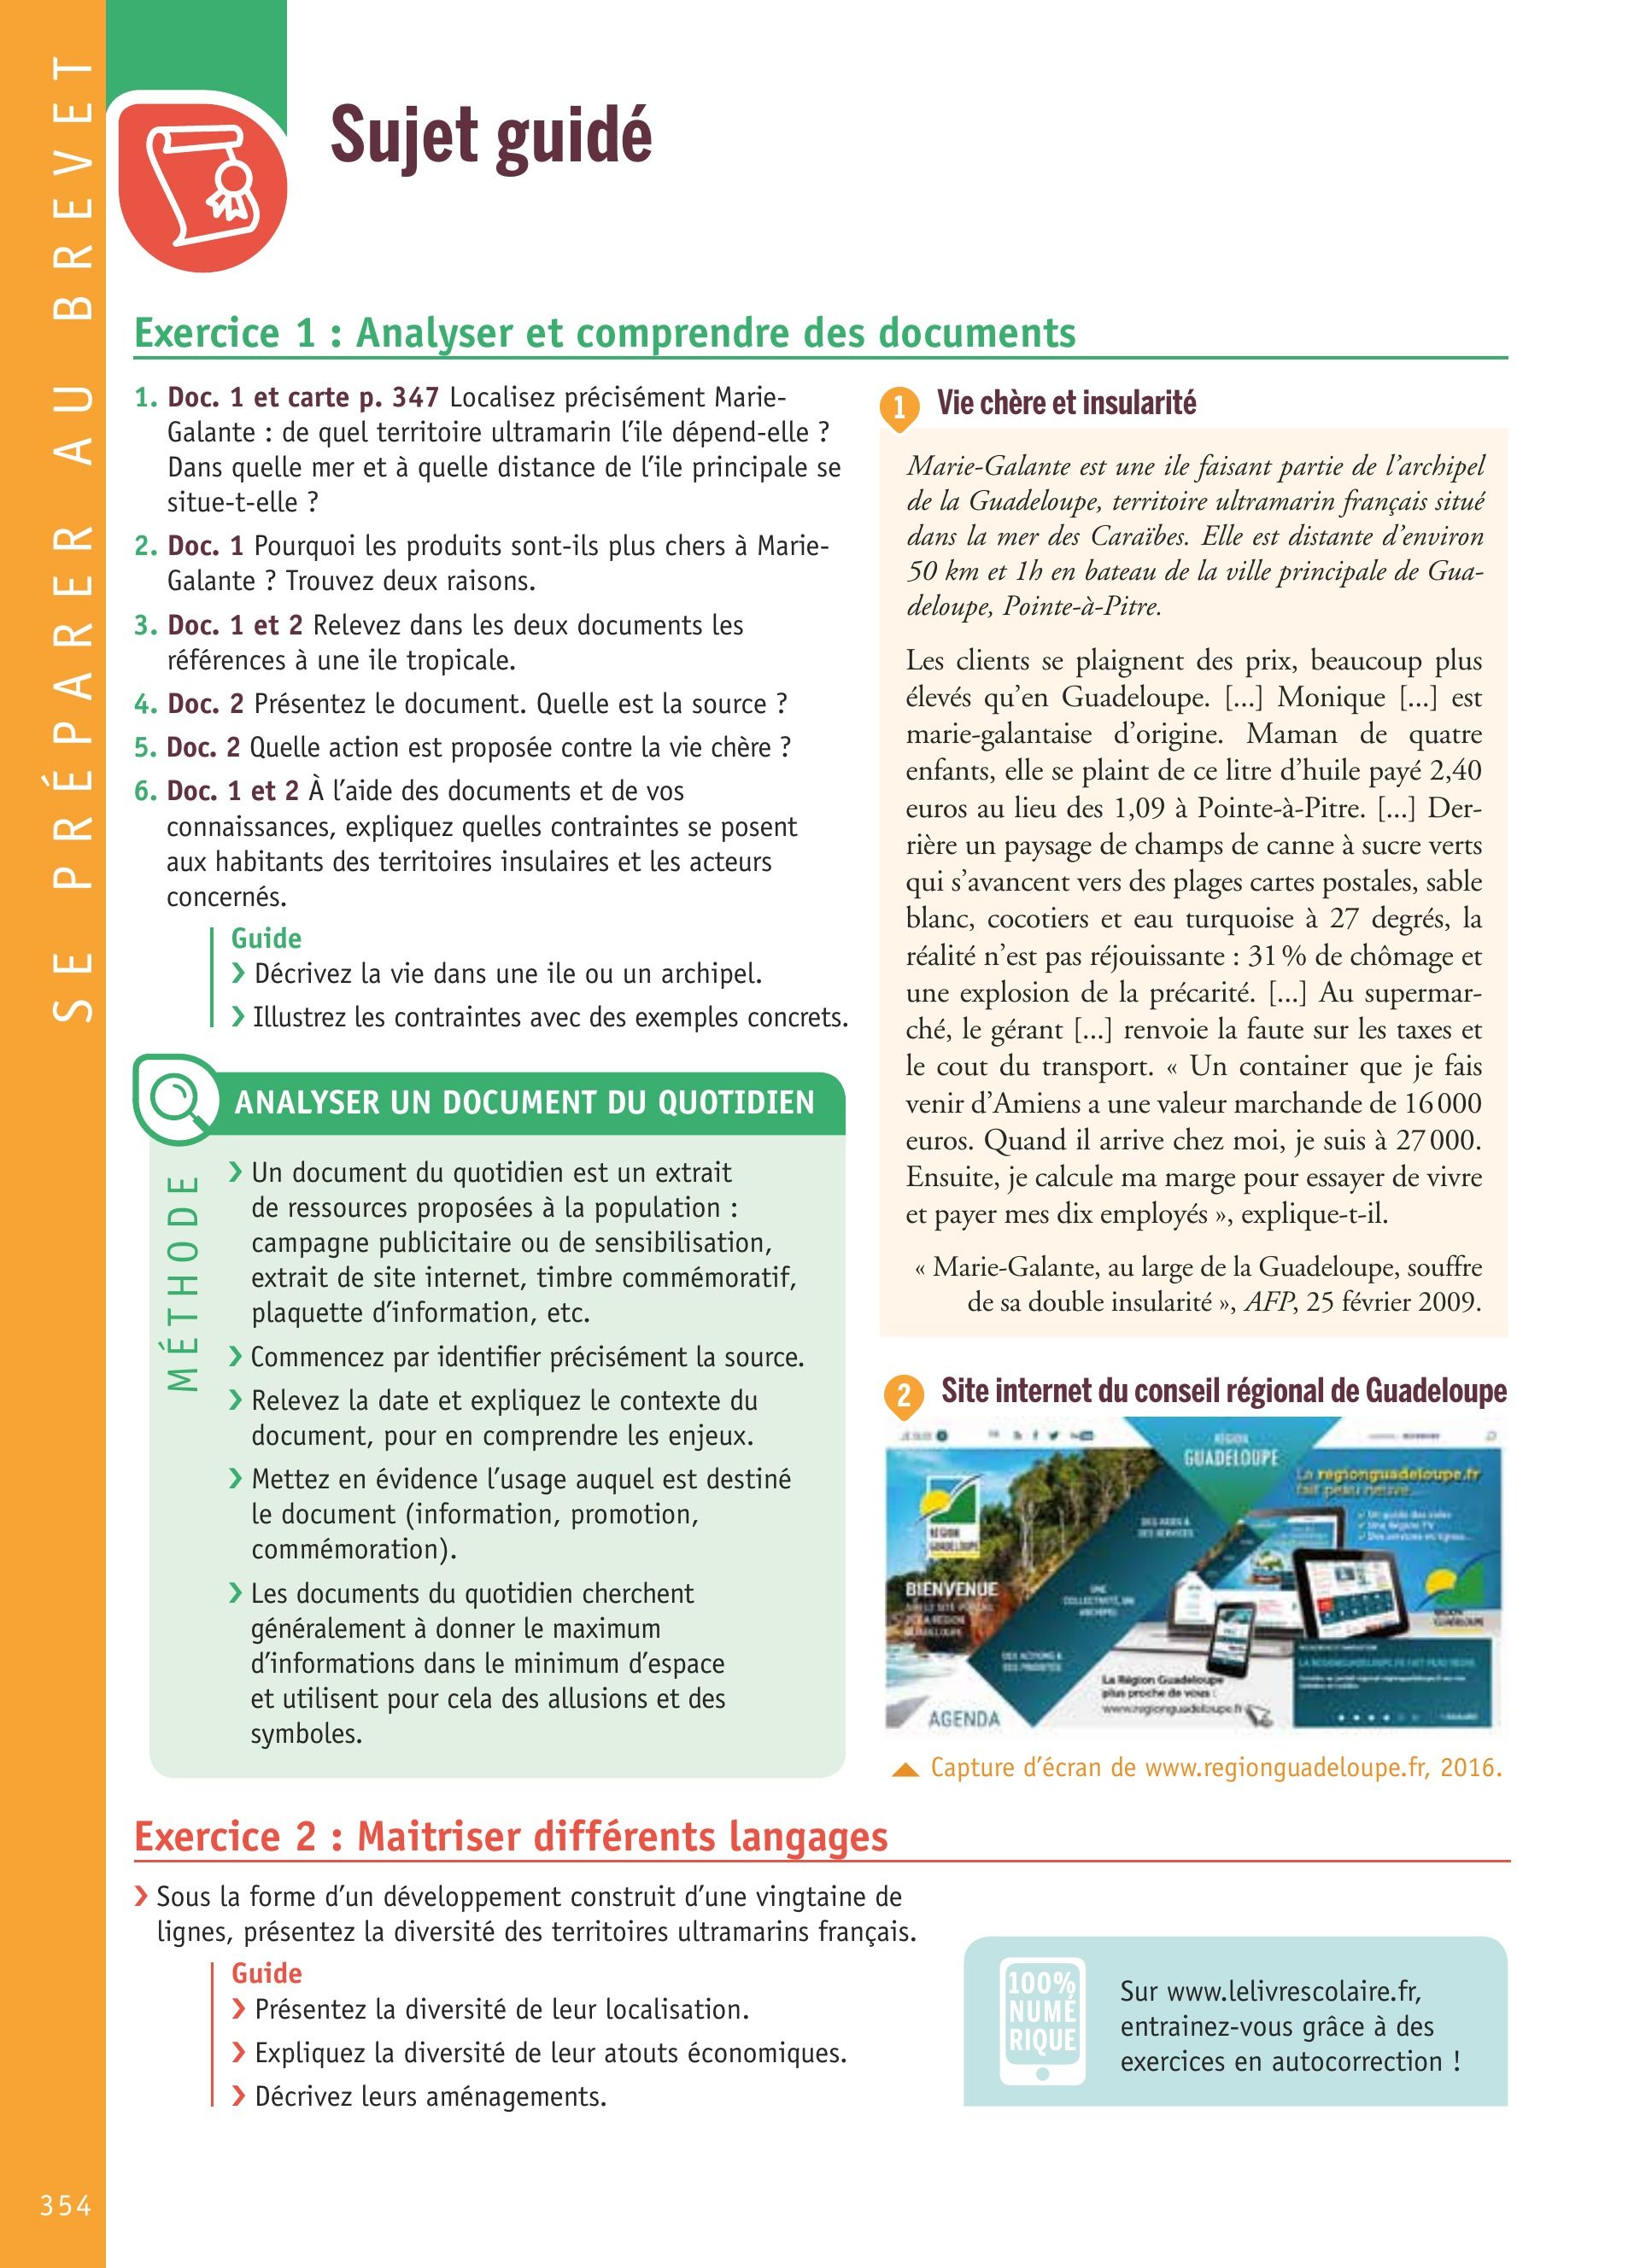 SE PRÉPARER AU BREVET
Sujet guidé
Exercice 1 : Analyser et comprendre des documents
1. Doc. 1 et carte p. 347 Localisez précisément Marie-
Galante : de quel territoire ultramarin l’ile dépend-elle ?
Dans quelle mer et à quelle distance de l’ile principale se
situe-t-elle ?
2. Doc. 1 Pourquoi les produits sont-ils plus chers à Marie-
Galante ? Trouvez deux raisons.
3. Doc. 1 et 2 Relevez dans les deux documents les
références à une ile tropicale.
4. Doc. 2 Présentez le document. Quelle est la source ?
5. Doc. 2 Quelle action est proposée contre la vie chère ?
6. Doc. 1 et 2 À l’aide des documents et de vos
connaissances, expliquez quelles contraintes se posent
aux habitants des territoires insulaires et les acteurs
concernés.
Guide
› Décrivez la vie dans une ile ou un archipel.
› Illustrez les contraintes avec des exemples concrets.
ANALYSER UN DOCUMENT DU QUOTIDIEN
MÉTHODE
› Un document du quotidien est un extrait
de ressources proposées à la population :
campagne publicitaire ou de sensibilisation,
extrait de site internet, timbre commémoratif,
plaquette d’information, etc.
› Commencez par identifier précisément la source.
› Relevez la date et expliquez le contexte du
document, pour en comprendre les enjeux.
› Mettez en évidence l’usage auquel est destiné
le document (information, promotion,
commémoration).
› Les documents du quotidien cherchent
généralement à donner le maximum
d’informations dans le minimum d’espace
et utilisent pour cela des allusions et des
symboles.
1 Vie chère et insularité
Marie-Galante est une ile faisant partie de l’archipel
de la Guadeloupe, territoire ultramarin français situé
dans la mer des Caraïbes. Elle est distante d’environ
50 km et 1h en bateau de la ville principale de Gua-
deloupe, Pointe-à-Pitre.
Les clients se plaignent des prix, beaucoup plus
élevés qu’en Guadeloupe. [...] Monique [...] est
marie-galantaise d’origine. Maman de quatre
enfants, elle se plaint de ce litre d’huile payé 2,40
euros au lieu des 1,09 à Pointe-à-Pitre. [...] Der-
rière un paysage de champs de canne à sucre verts
qui s’avancent vers des plages cartes postales, sable
blanc, cocotiers et eau turquoise à 27 degrés, la
réalité n’est pas réjouissante : 31 % de chômage et
une explosion de la précarité. [...] Au supermar-
ché, le gérant [...] renvoie la faute sur les taxes et
le cout du transport. « Un container que je fais
venir d’Amiens a une valeur marchande de 16 000
euros. Quand il arrive chez moi, je suis à 27 000.
Ensuite, je calcule ma marge pour essayer de vivre
et payer mes dix employés », explique-t-il.
« Marie-Galante, au large de la Guadeloupe, souffre
de sa double insularité », AFP, 25 février 2009.
2 Site internet du conseil régional de Guadeloupe
RÉGION
GUADELOUPE
La regionguadeloupe.fr
fait peau neuve
RÉGION
GUADELOUPE
DES AIDES &
DES SERVICES
BIENVENUE
UNE
COLLECTIVITÉ, UN
ARCHIPEL
DES ACTIONS &
DES PROJETS
La Région Guadeloupe
plus proche de vous :
www.regionguadeloupe.fr
AGENDA
Capture d’écran de www.regionguadeloupe.fr, 2016.
Exercice 2 : Maitriser différents langages
› Sous la forme d’un développement construit d’une vingtaine de
lignes, présentez la diversité des territoires ultramarins français.
Guide
› Présentez la diversité de leur localisation.
› Expliquez la diversité de leur atouts économiques.
› Décrivez leurs aménagements.
100%
NUMÉ
RIQUE
Sur www.lelivrescolaire.fr,
entrainez-vous grâce à des
exercices en autocorrection !
354